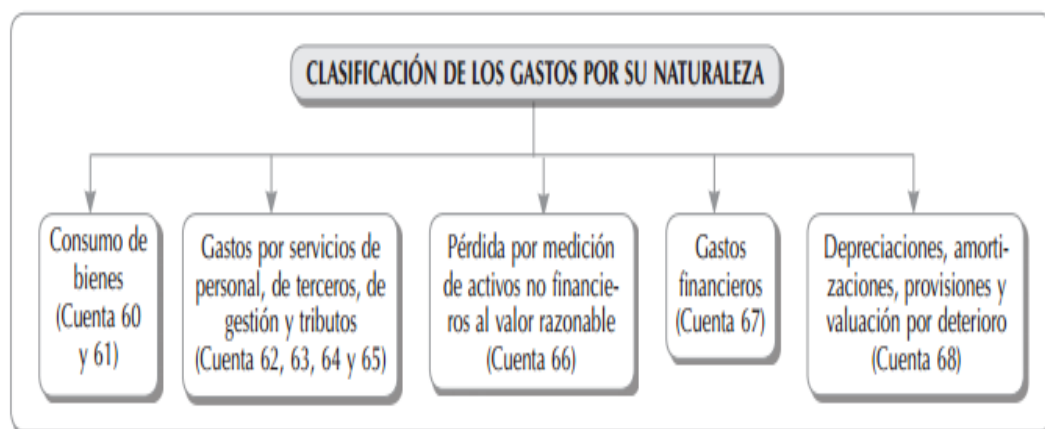 CLASIFICACIÓN DE LOS GASTOS POR SU NATURALEZA
Consumo de
bienes
(Cuenta 60
y 61)
Gastos por servicios de
personal, de terceros, de
gestión y tributos
(Cuenta 62, 63, 64 y 65)
Pérdida por medición
de activos no financie-
ros al valor razonable
(Cuenta 66)
Gastos
financieros
(Cuenta 67)
Depreciaciones, amorti-
zaciones, provisiones y
valuación por deterioro
(Cuenta 68)